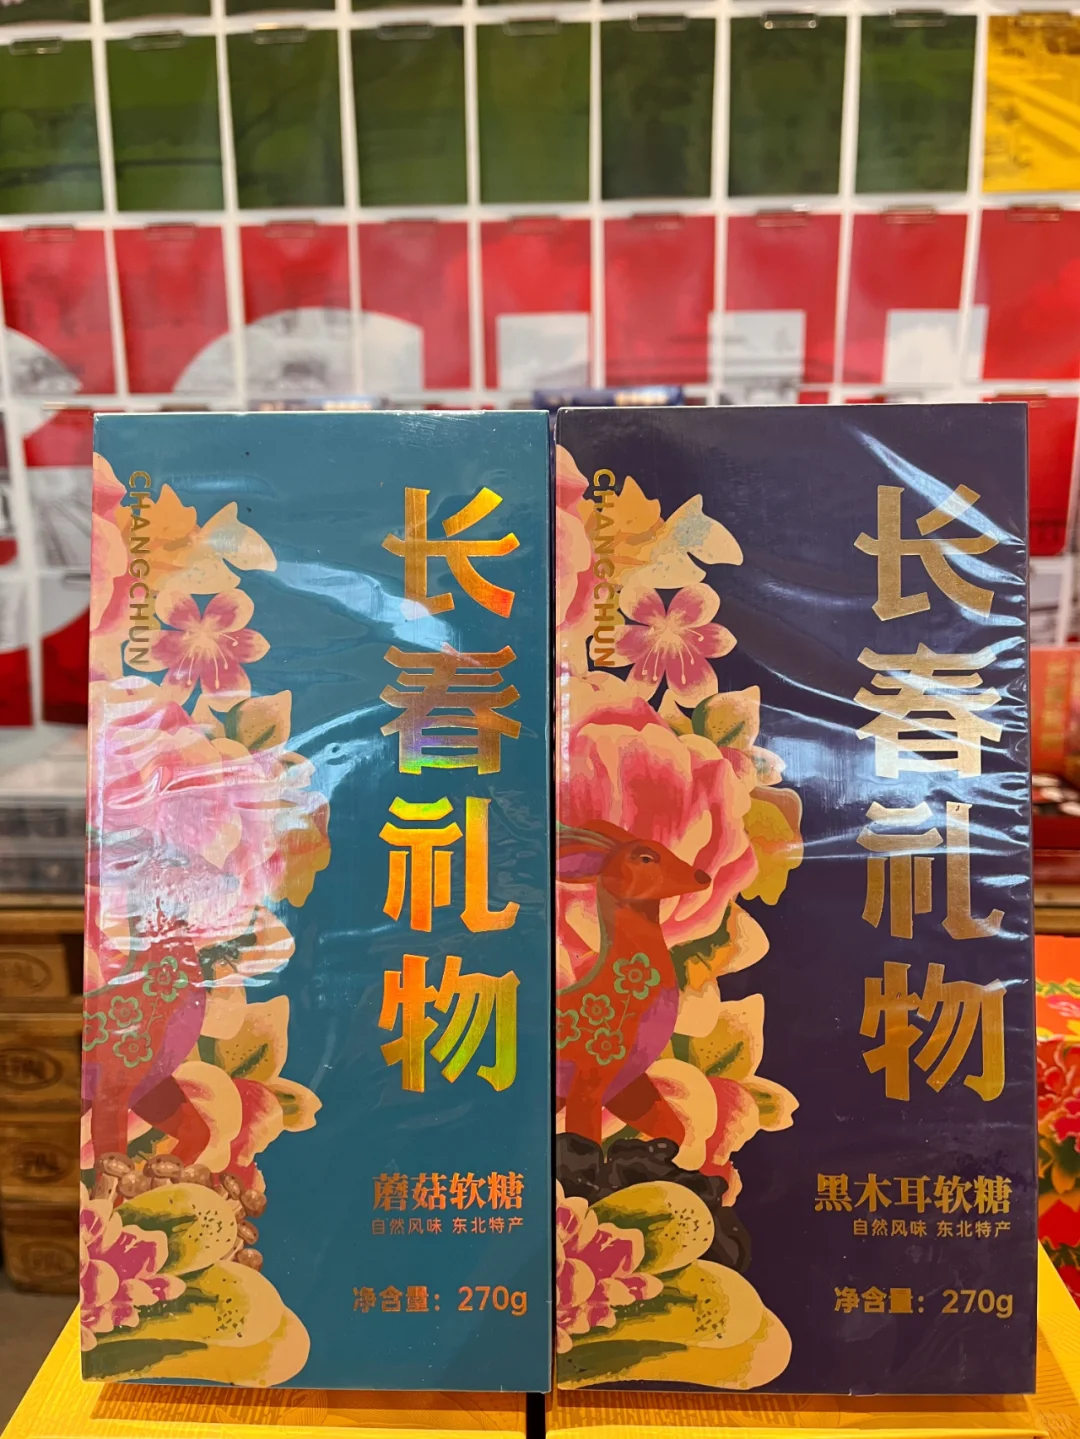 CHANGCHUN
长春礼物
蘑菇软糖
自然风味 东北特产
净含量：270g
CHANGCHUN
长春礼物
黑木耳软糖
自然风味 东北特产
净含量：270g